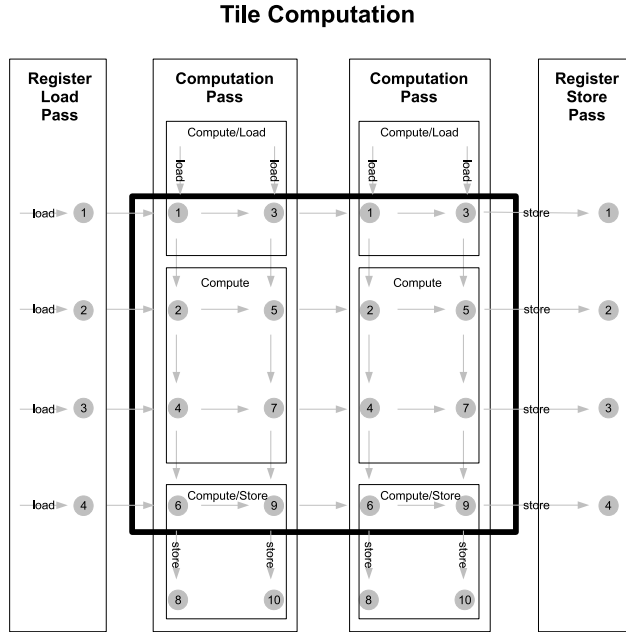 Tile Computation
Register
Load
Pass
Computation
Pass
Computation
Pass
Register
Store
Pass
Compute/Load
Compute/Load
load load load load
load 1 1 3 1 3 store 1
Compute Compute
load 2 2 5 2 5 store 2
load 3 4 7 4 7 store 3
Compute/Store Compute/Store
load 4 6 9 6 9 store 4
store store store store
8 10 8 10